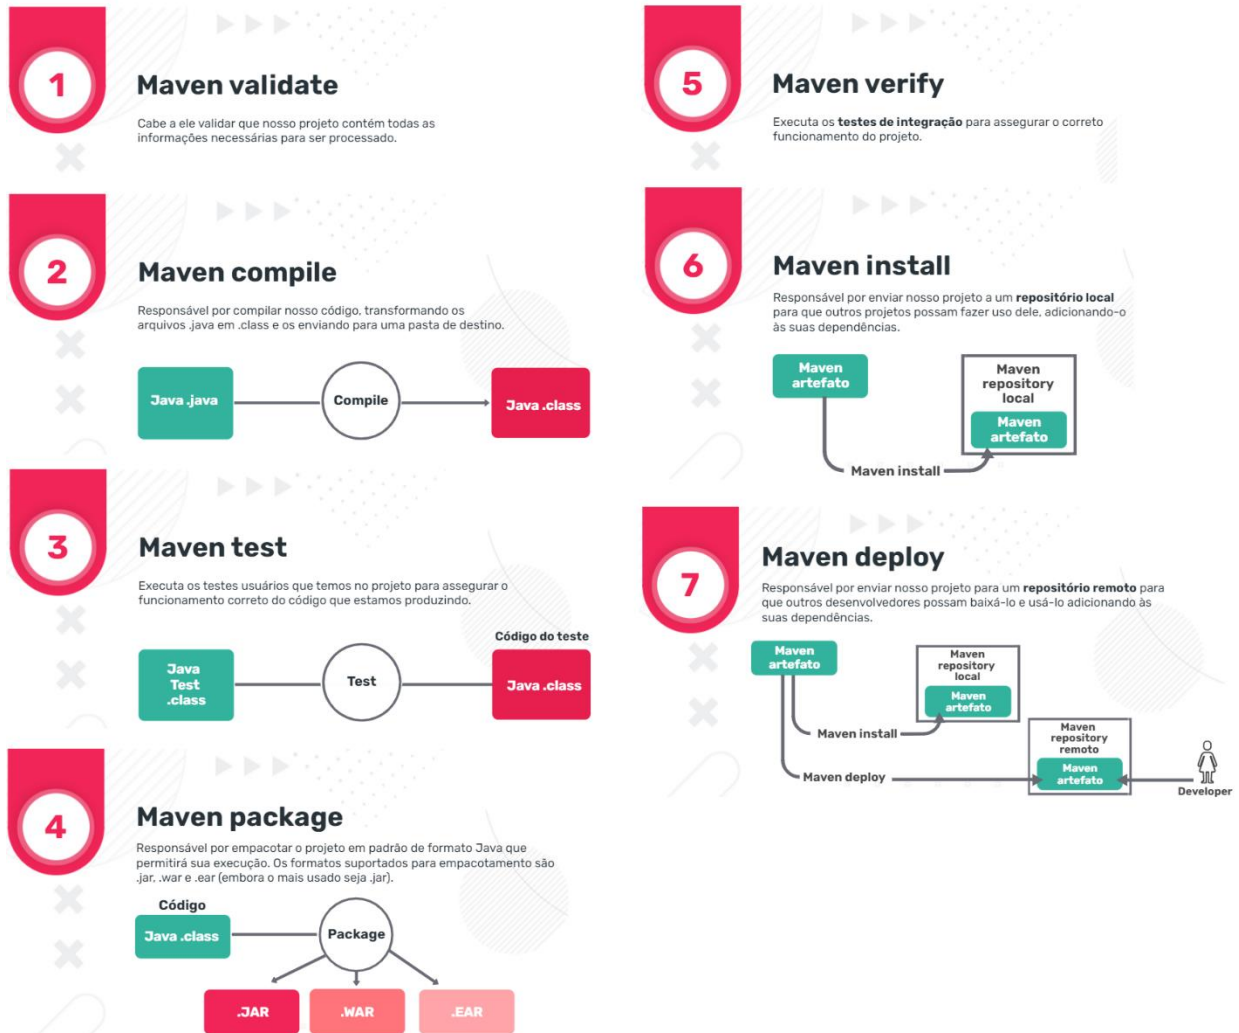 1
Maven validate
Cabe a ele validar que nosso projeto contém todas as
informações necessárias para ser processado.
2
Maven compile
Responsável por compilar nosso código, transformando os
arquivos .java em .class e os enviando para uma pasta de destino.
Java .java
Compile
Java .class
3
Maven test
Executa os testes usuários que temos no projeto para assegurar o
funcionamento correto do código que estamos produzindo.
Código do teste
Java
Test
.class
Test
Java .class
4
Maven package
Responsável por empacotar o projeto em padrão de formato Java que
permitirá sua execução. Os formatos suportados para empacotamento são
.jar, .war e .ear (embora o mais usado seja .jar).
Código
Java .class
Package
.JAR
.WAR
.EAR
5
Maven verify
Executa os testes de integração para assegurar o correto
funcionamento do projeto.
6
Maven install
Responsável por enviar nosso projeto a um repositório local
para que outros projetos possam fazer uso dele, adicionando-o
às suas dependências.
Maven
artefato
Maven
repository
local
Maven
artefato
Maven install
7
Maven deploy
Responsável por enviar nosso projeto para um repositório remoto para
que outros desenvolvedores possam baixá-lo e usá-lo adicionando às
suas dependências.
Maven
artefato
Maven
repository
local
Maven
artefato
Maven install
Maven
repository
remoto
Maven
artefato
Maven deploy
Developer